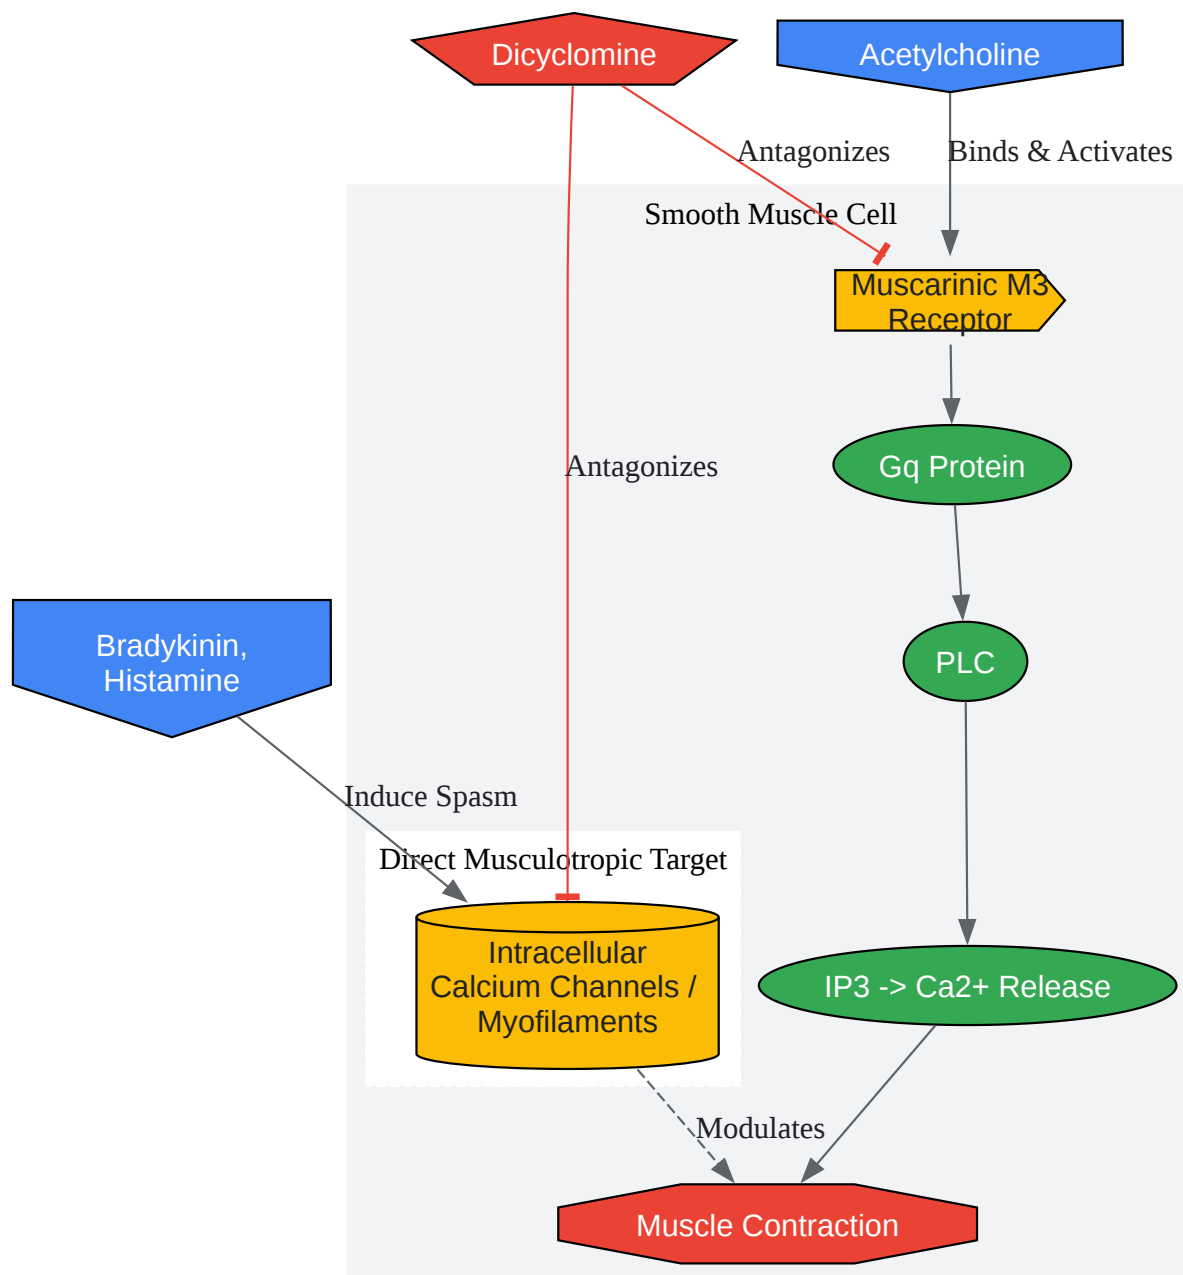 Dicyclomine
Acetylcholine
Antagonizes
Binds & Activates
Smooth Muscle Cell
Muscarinic M3
Receptor
Gq Protein
Antagonizes
Bradykinin,
Histamine
PLC
Induce Spasm
Direct Musculotropic Target
Intracellular
Calcium Channels /
Myofilaments
IP3 -> Ca2+ Release
Modulates
Muscle Contraction